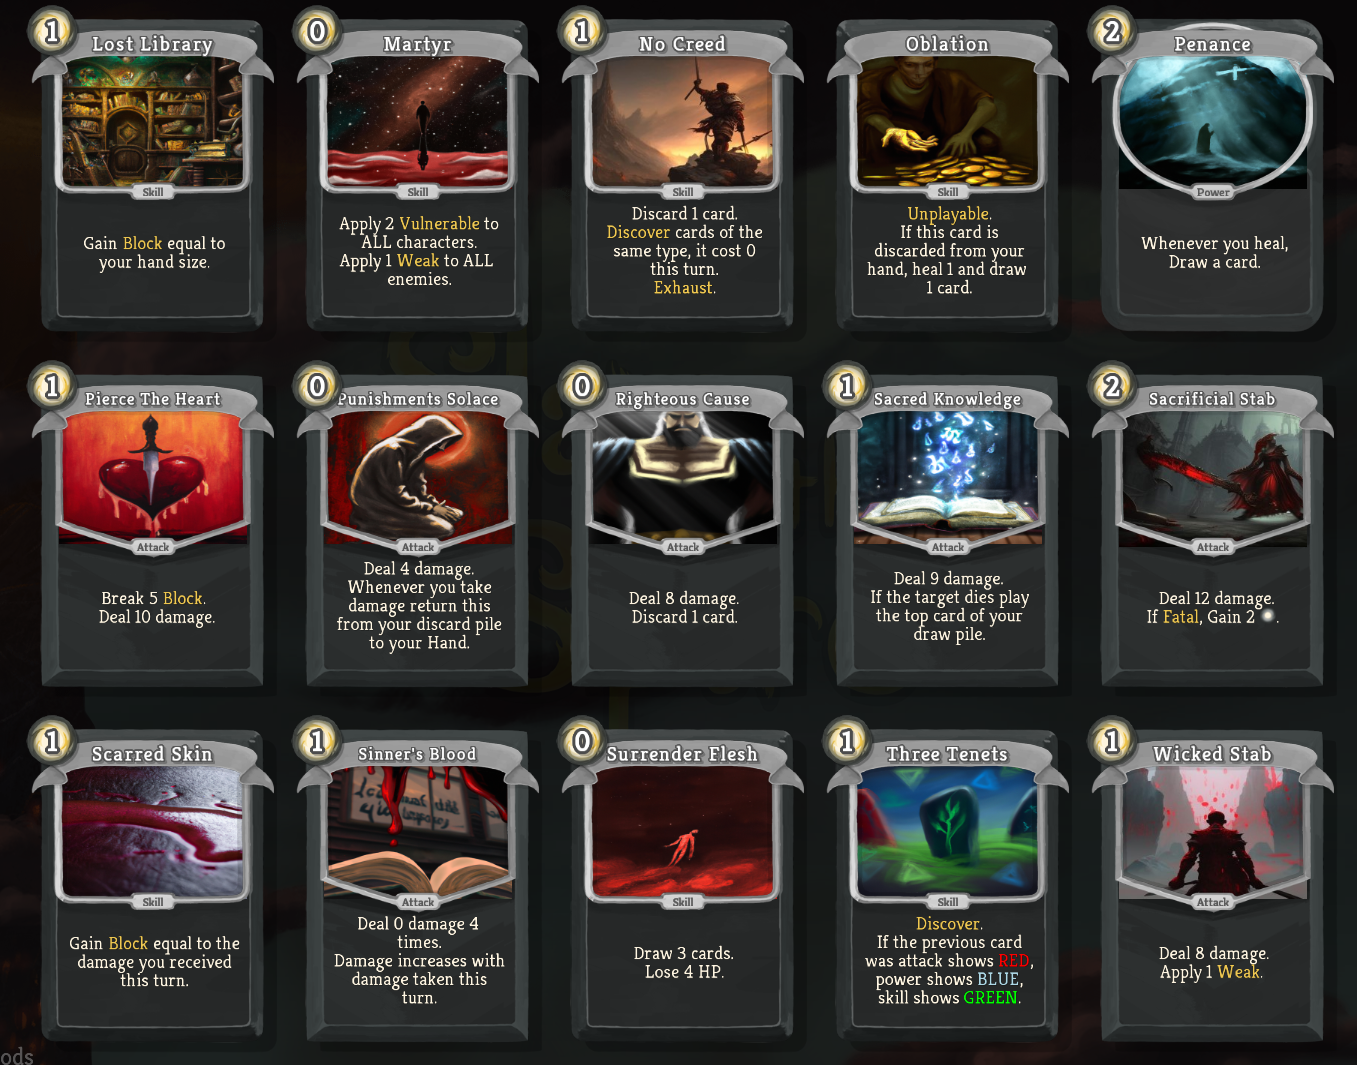 1
Lost Library
Skill
Gain Block equal to
your hand size.
0
Martyr
Skill
Apply 2 Vulnerable to
ALL characters.
Apply 1 Weak to ALL
enemies.
1
No Creed
Skill
Discard 1 card.
Discover cards of the
same type, it cost 0
this turn.
Exhaust.
Oblation
Skill
Unplayable.
If this card is
discarded from your
hand, heal 1 and draw
1 card.
2
Penance
Power
Whenever you heal,
Draw a card.
1
Pierce The Heart
Attack
Break 5 Block.
Deal 10 damage.
0
Punishments Solace
Attack
Deal 4 damage.
Whenever you take
damage return this
from your discard pile
to your Hand.
0
Righteous Cause
Attack
Deal 8 damage.
Discard 1 card.
1
Sacred Knowledge
Attack
Deal 9 damage.
If the target dies play
the top card of your
draw pile.
2
Sacrificial Stab
Attack
Deal 12 damage.
If Fatal, Gain 2 .
1
Scarred Skin
Skill
Gain Block equal to the
damage you received
this turn.
1
Sinner's Blood
Attack
Deal 0 damage 4
times.
Damage increases with
damage taken this
turn.
0
Surrender Flesh
Skill
Draw 3 cards.
Lose 4 HP.
1
Three Tenets
Skill
Discover.
If the previous card
was attack shows RED,
power shows BLUE,
skill shows GREEN.
1
Wicked Stab
Attack
Deal 8 damage.
Apply 1 Weak.
ods